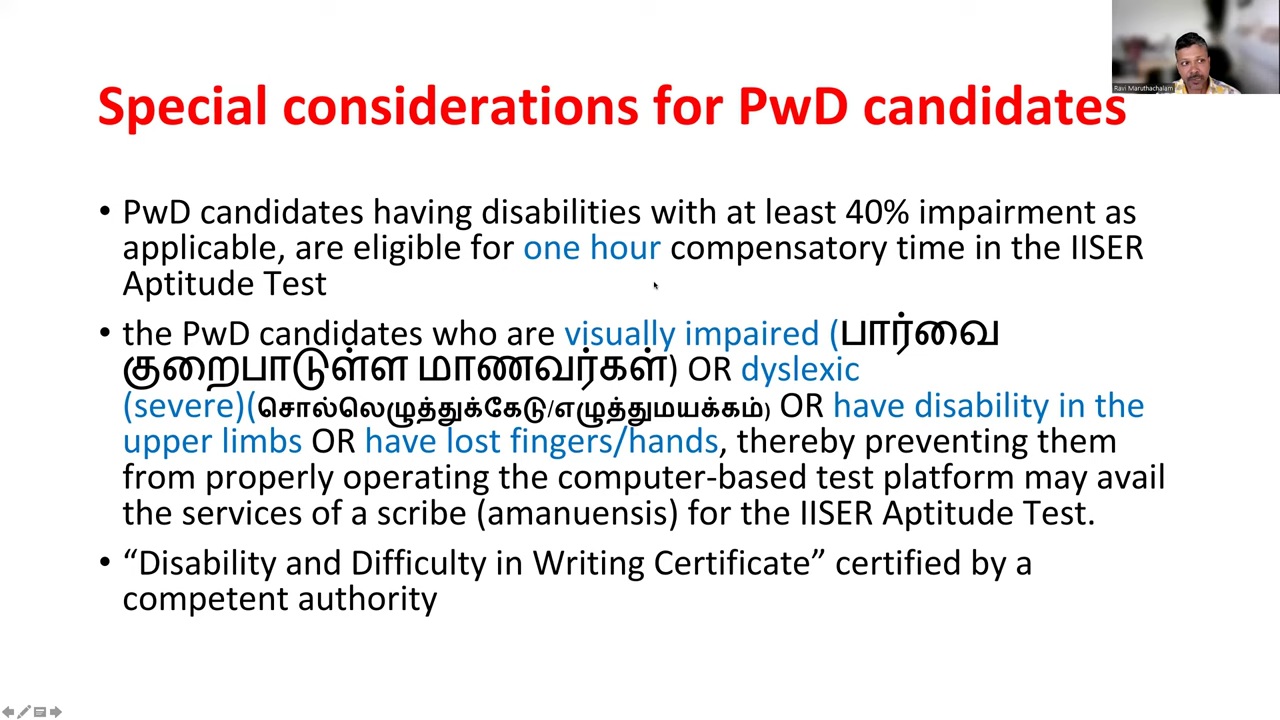 Ravi Maruthachalam
Special considerations for PwD candidates
• PwD candidates having disabilities with at least 40% impairment as
applicable, are eligible for one hour compensatory time in the IISER
Aptitude Test
• the PwD candidates who are visually impaired (பார்வை
குறைபாடுள்ள மாணவர்கள்) OR dyslexic
(severe)(சொல்லெழுத்துக்கேடு/எழுத்துமயக்கம்) OR have disability in the
upper limbs OR have lost fingers/hands, thereby preventing them
from properly operating the computer-based test platform may avail
the services of a scribe (amanuensis) for the IISER Aptitude Test.
• “Disability and Difficulty in Writing Certificate” certified by a
competent authority